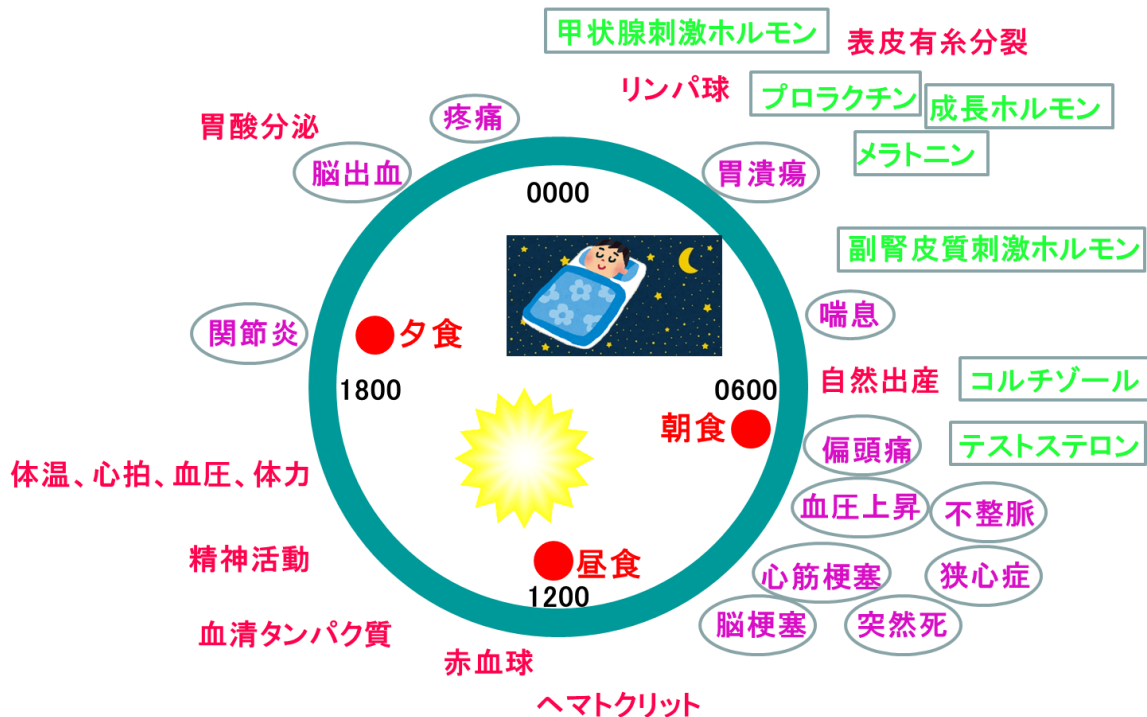 甲状腺刺激ホルモン
表皮有糸分裂
リンパ球
プロラクチン
成長ホルモン
疼痛
胃酸分泌
メラトニン
脳出血
胃潰瘍
0000
副腎皮質刺激ホルモン
喘息
関節炎
夕食
1800
0600
自然出産
コルチゾール
朝食
偏頭痛
テストステロン
体温、心拍、血圧、体力
血圧上昇
不整脈
精神活動
昼食
心筋梗塞
狭心症
1200
脳梗塞
突然死
血清タンパク質
赤血球
ヘマトクリット